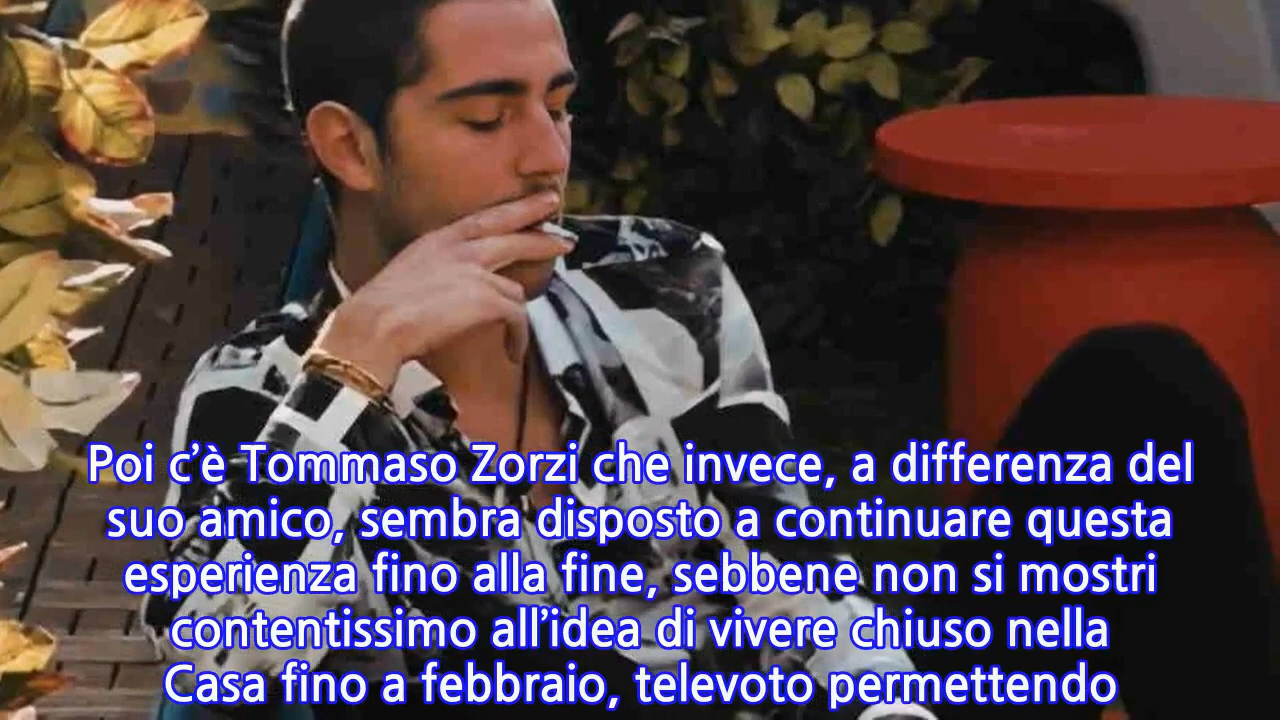 Poi c’è Tommaso Zorzi che invece, a differenza del
suo amico, sembra disposto a continuare questa
esperienza fino alla fine, sebbene non si mostri
contentissimo all’idea di vivere chiuso nella
Casa fino a febbraio, televoto permettendo